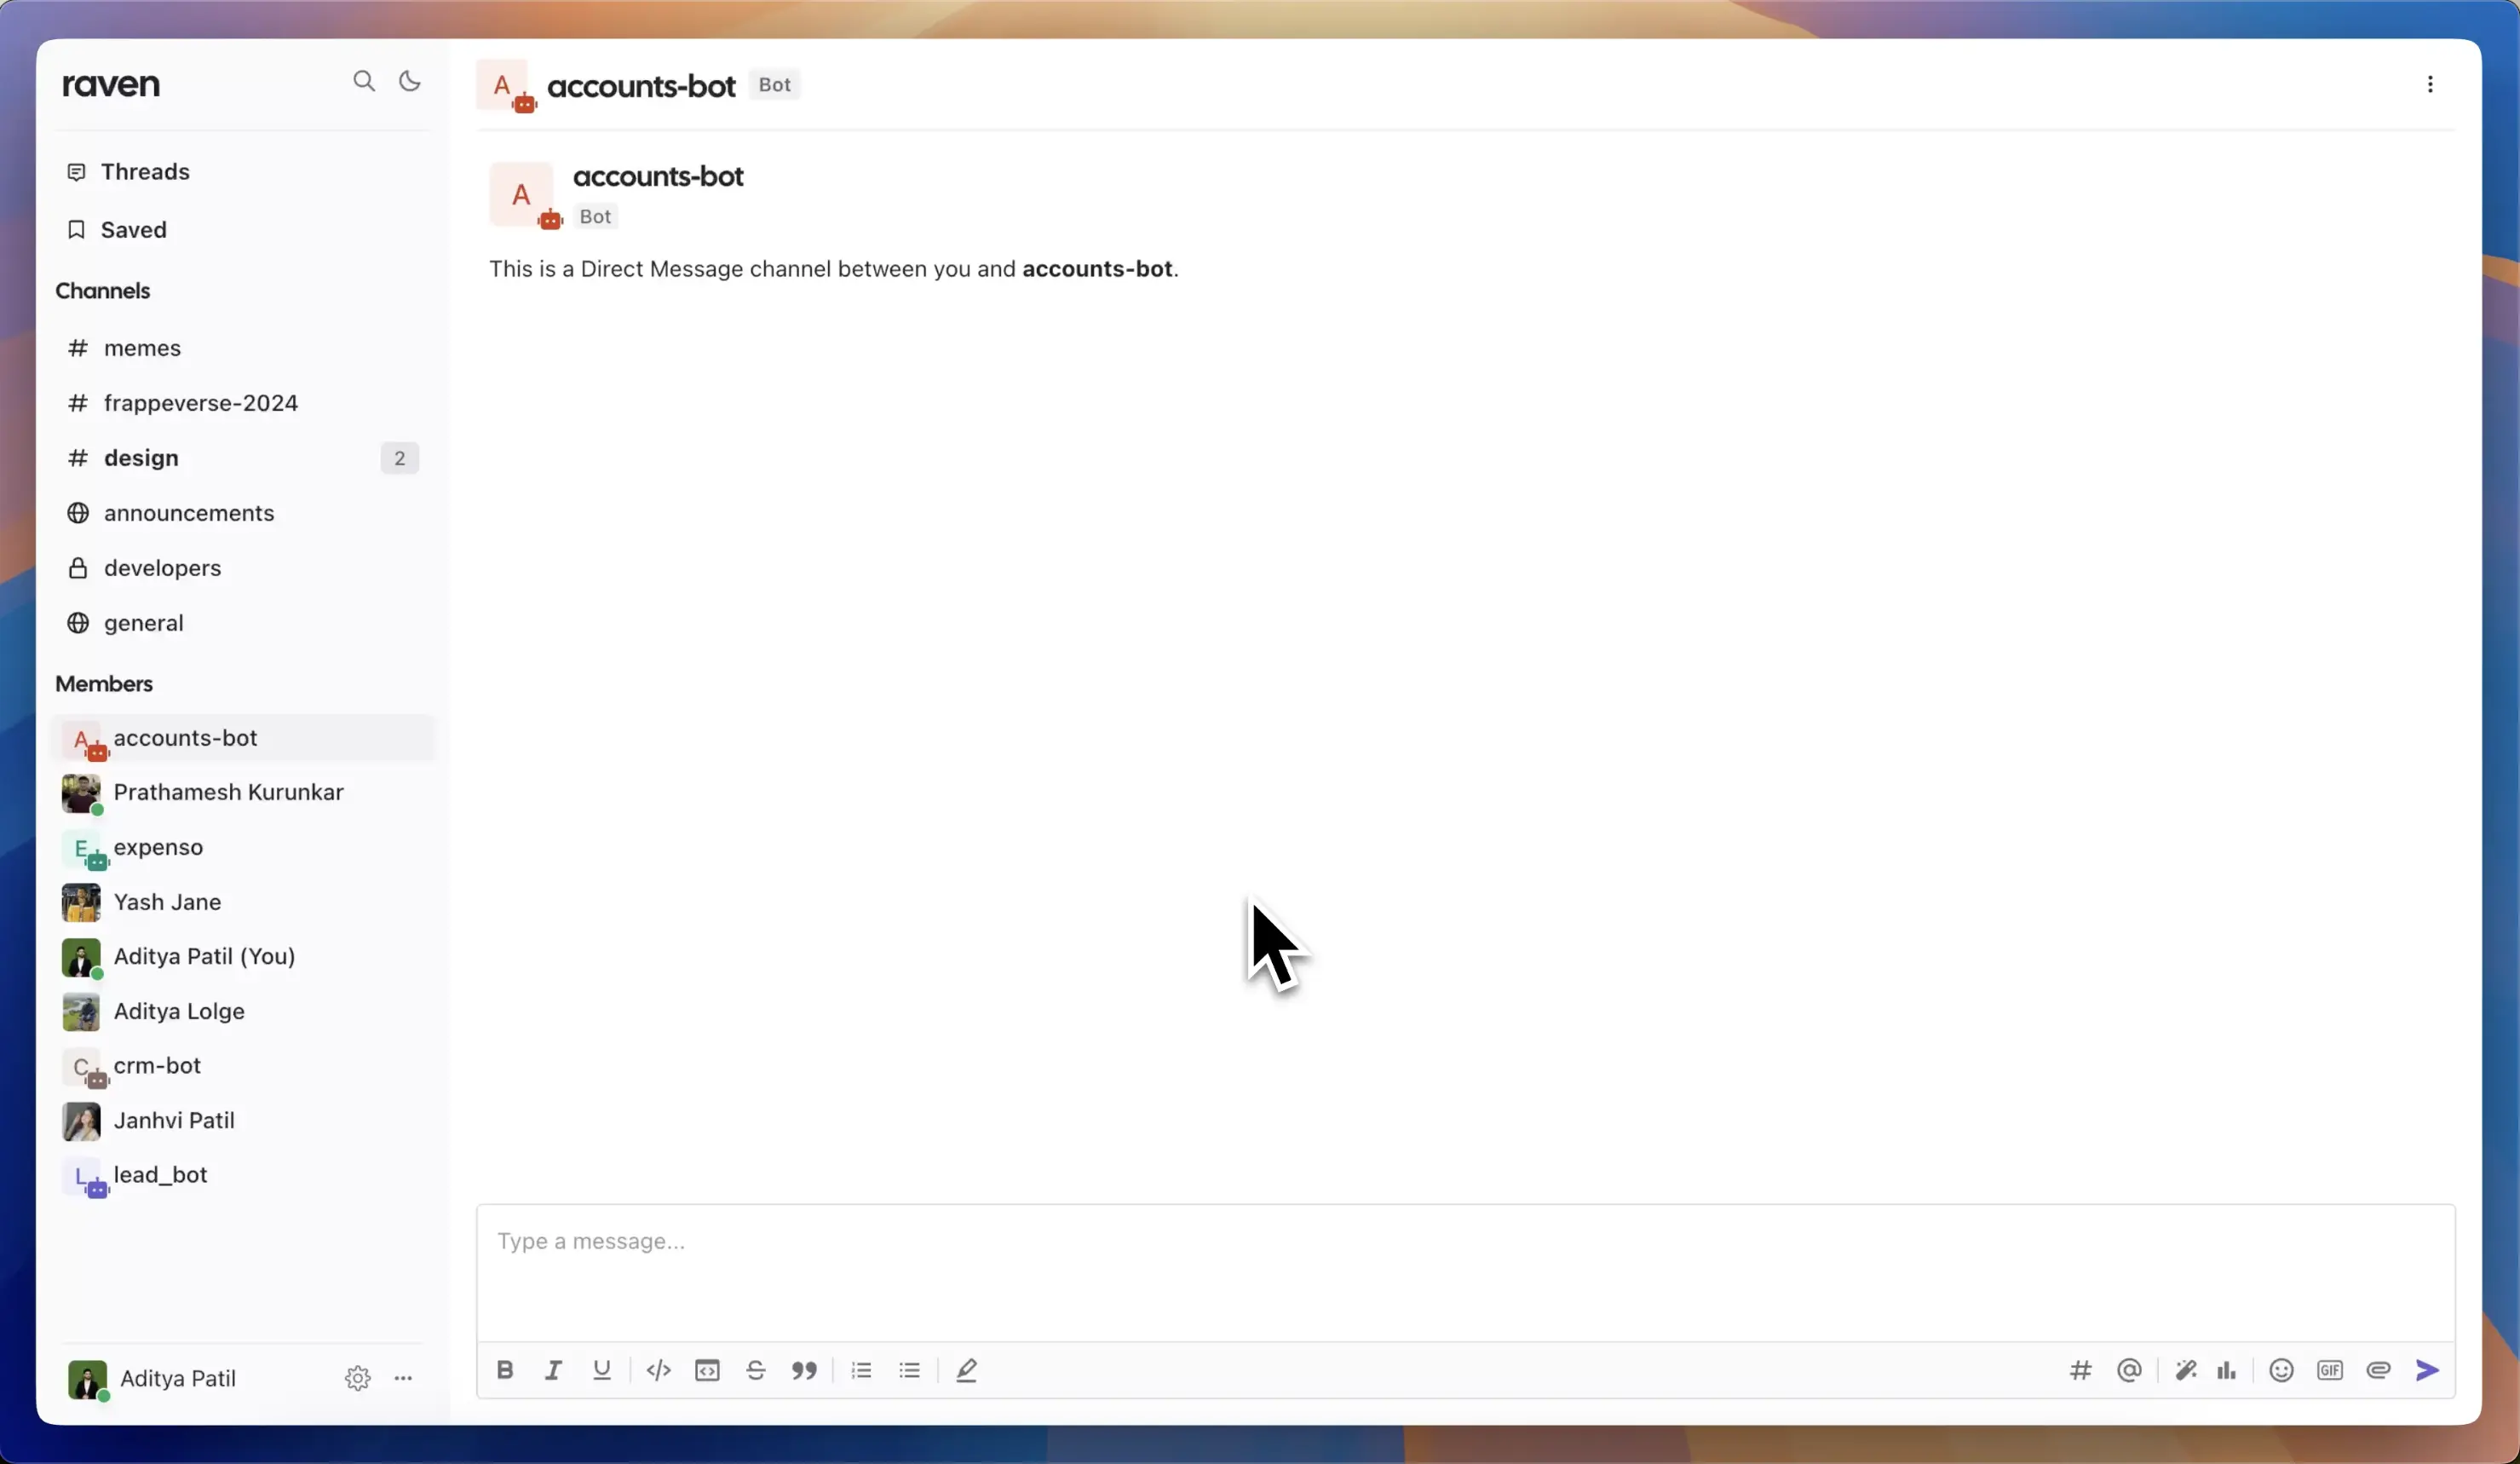 raven
Threads
Saved
Channels
memes
frappeverse-2024
design 2
announcements
developers
general
Members
A accounts-bot
Prathamesh Kurunkar
E expenso
Yash Jane
Aditya Patil (You)
Aditya Lolge
C crm-bot
Janhvi Patil
L lead_bot
Aditya Patil
A accounts-bot Bot
A accounts-bot
Bot
This is a Direct Message channel between you and accounts-bot.
Type a message...
B I U GIF